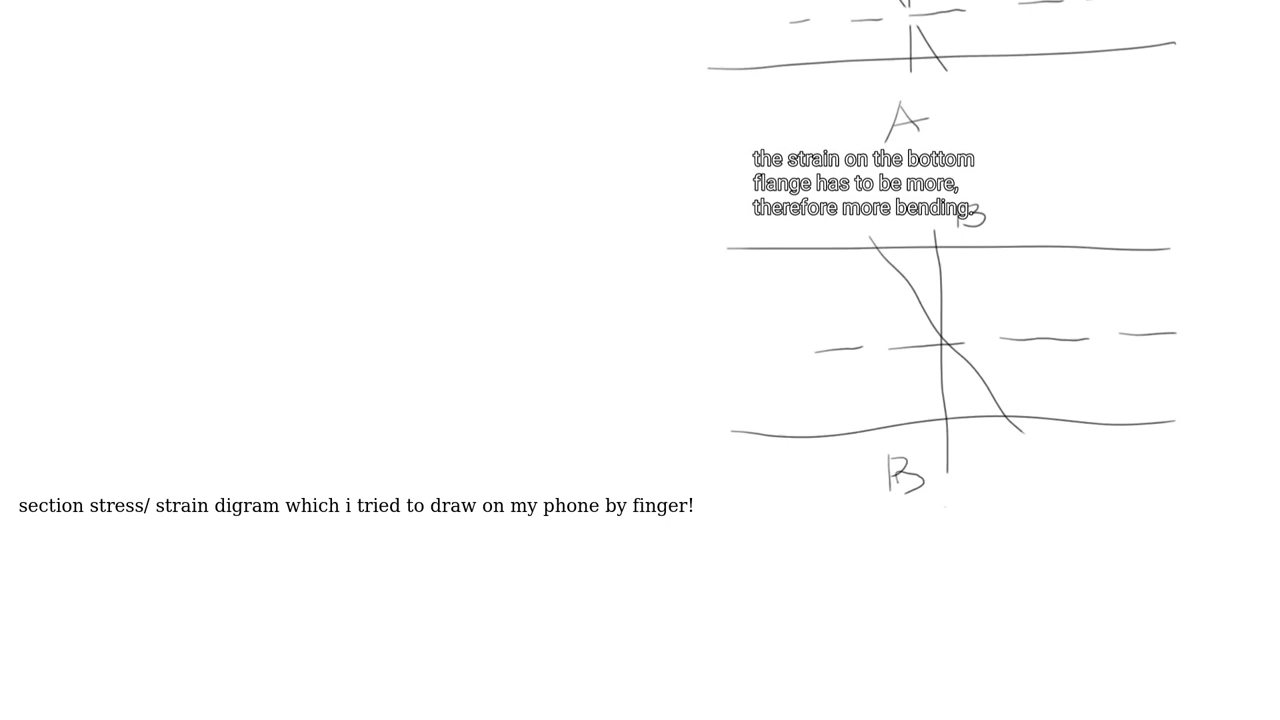 A
the strain on the bottom
flange has to be more,
therefore more bending.
B
B
section stress/ strain digram which i tried to draw on my phone by finger!